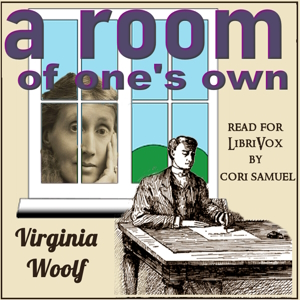 a room
of one's own
READ FOR
LIBRIVOX
BY
CORI SAMUEL
Virginia
Woolf